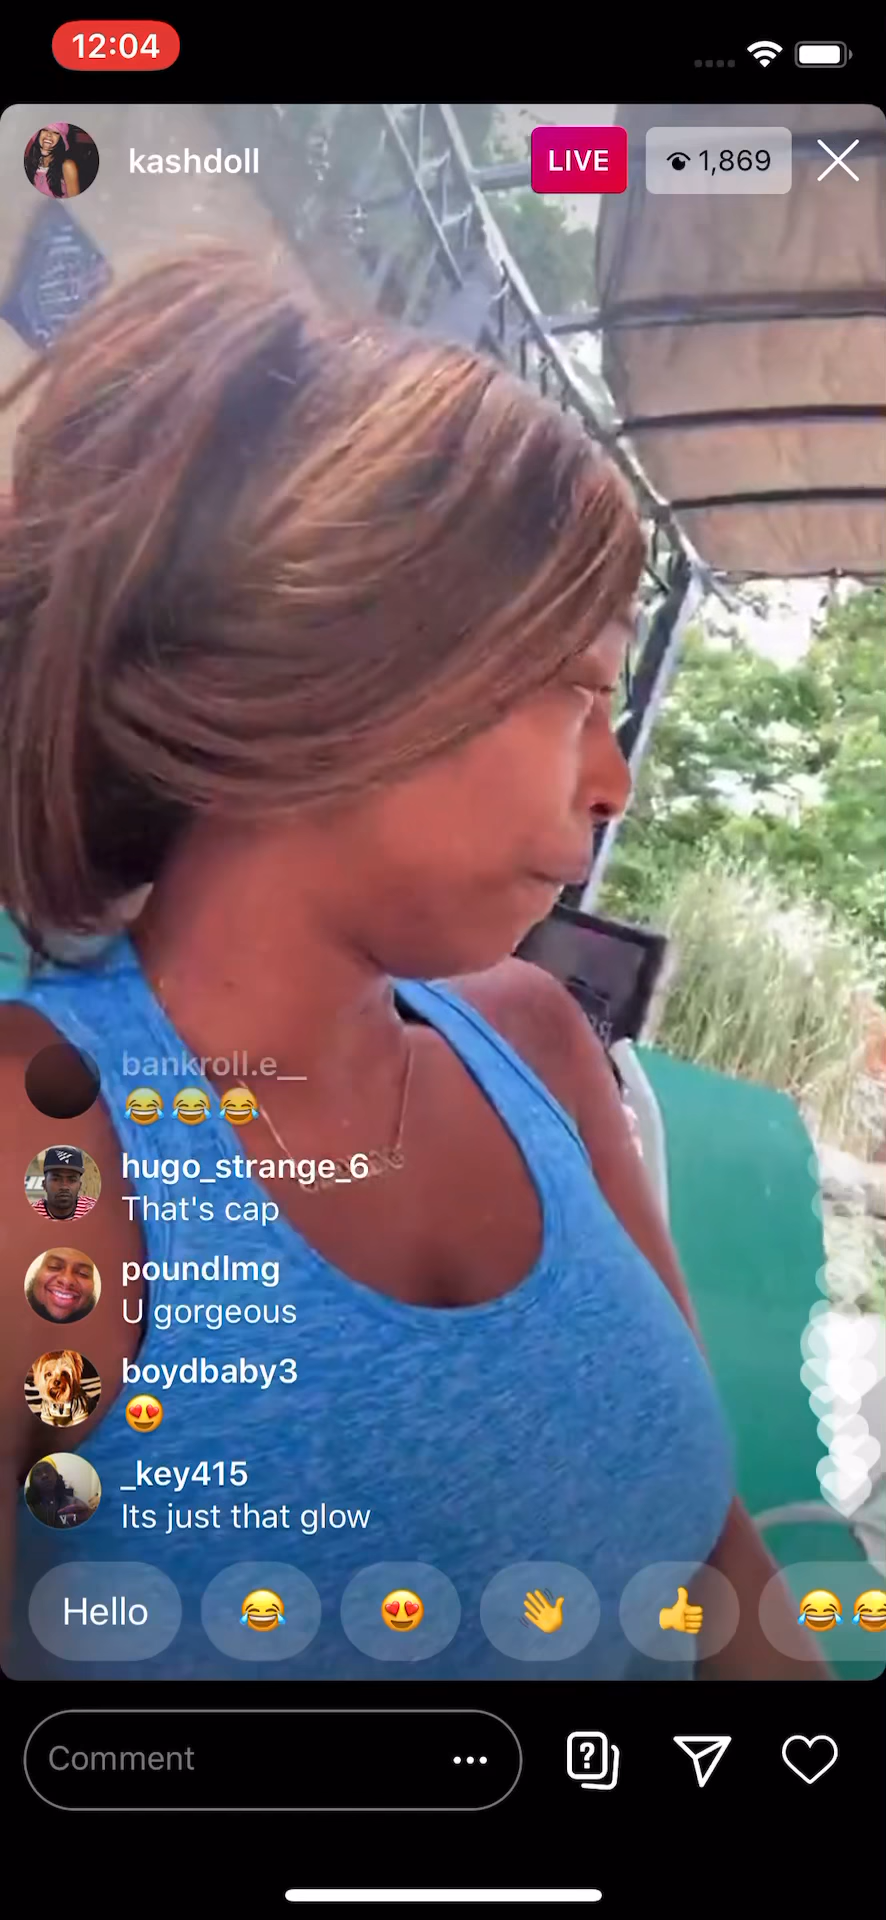 12:04
kashdoll
LIVE
1,869
bankroll.e__
😂😂😂
hugo_strange_6
That's cap
poundlmg
U gorgeous
boydbaby3
😍
_key415
Its just that glow
Hello 😂 😍 👋 👍 😂😂
Comment